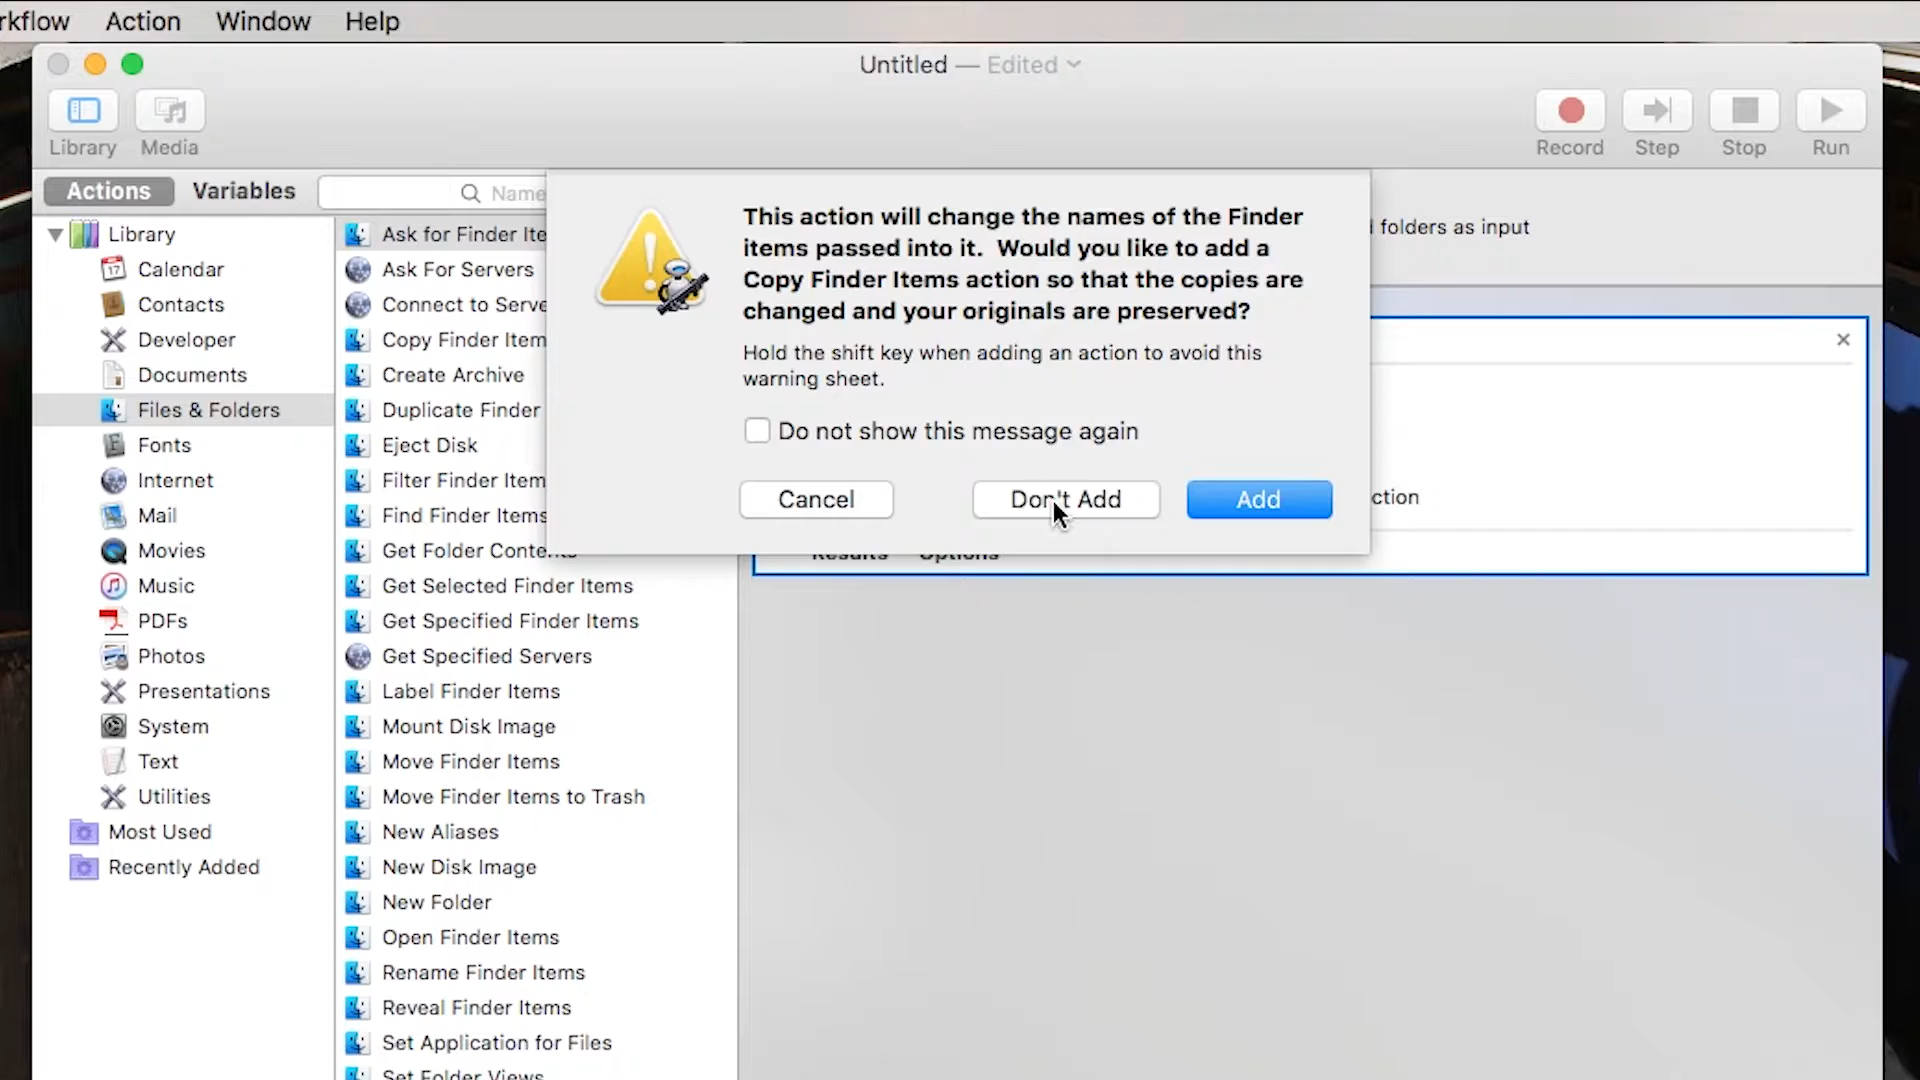 rkflow Action Window Help
Untitled — Edited
Library Media
Record Step Stop Run
Actions Variables
Name
folders as input
Library
Calendar
Contacts
Developer
Documents
Files & Folders
Fonts
Internet
Mail
Movies
Music
PDFs
Photos
Presentations
System
Text
Utilities
Most Used
Recently Added
17
Ask for Finder Ite
Ask For Servers
Connect to Serve
Copy Finder Item
Create Archive
Duplicate Finder
Eject Disk
Filter Finder Item
Find Finder Items
Get Folder Contents
Get Selected Finder Items
Get Specified Finder Items
Get Specified Servers
Label Finder Items
Mount Disk Image
Move Finder Items
Move Finder Items to Trash
New Aliases
New Disk Image
New Folder
Open Finder Items
Rename Finder Items
Reveal Finder Items
Set Application for Files
Set Folder Views
This action will change the names of the Finder
items passed into it. Would you like to add a
Copy Finder Items action so that the copies are
changed and your originals are preserved?
Hold the shift key when adding an action to avoid this
warning sheet.
Do not show this message again
Cancel Don't Add Add
ction
Results Options